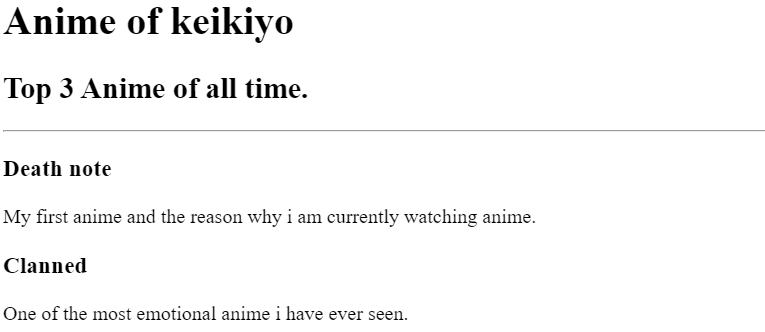 Anime of keikiyo
Top 3 Anime of all time.
Death note
My first anime and the reason why i am currently watching anime.
Clanned
One of the most emotional anime i have ever seen.